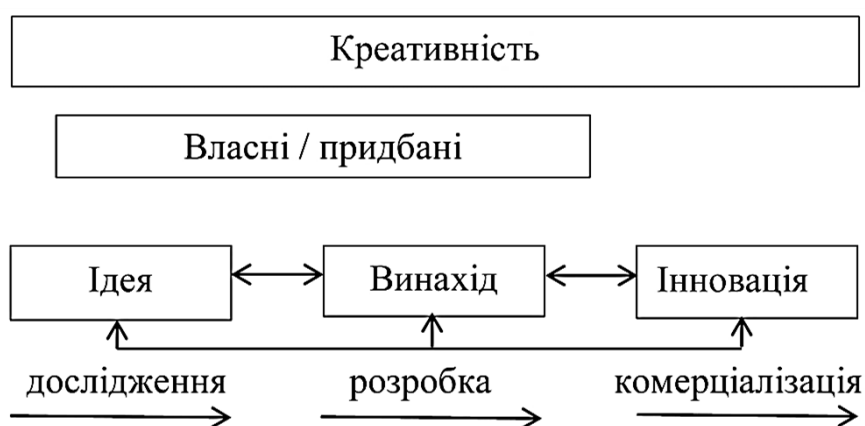 Креативність
Власні / придбані
Ідея
Винахід
Інновація
дослідження
розробка
комерціалізація